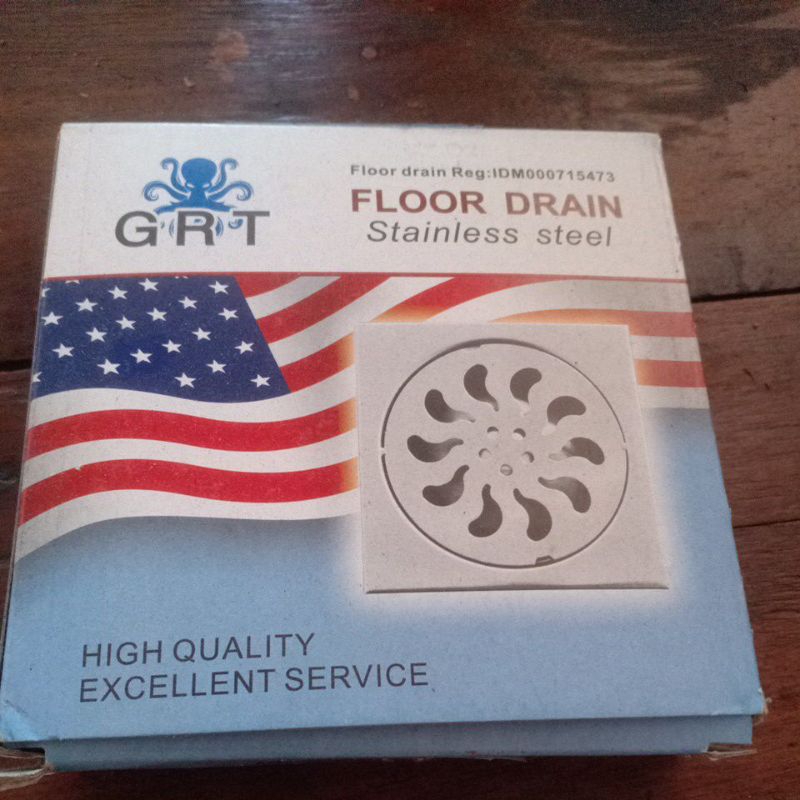 GRT
Floor drain Reg:IDM000715473
FLOOR DRAIN
Stainless steel
HIGH QUALITY
EXCELLENT SERVICE